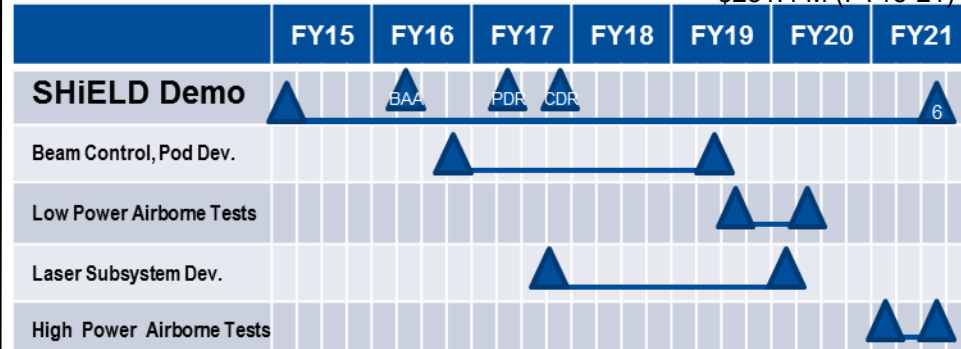 FY15 FY16 FY17 FY18 FY19 FY20 FY21
SHiELD Demo BAA PDR CDR 6
Beam Control, Pod Dev.
Low Power Airborne Tests
Laser Subsystem Dev.
High Power Airborne Tests